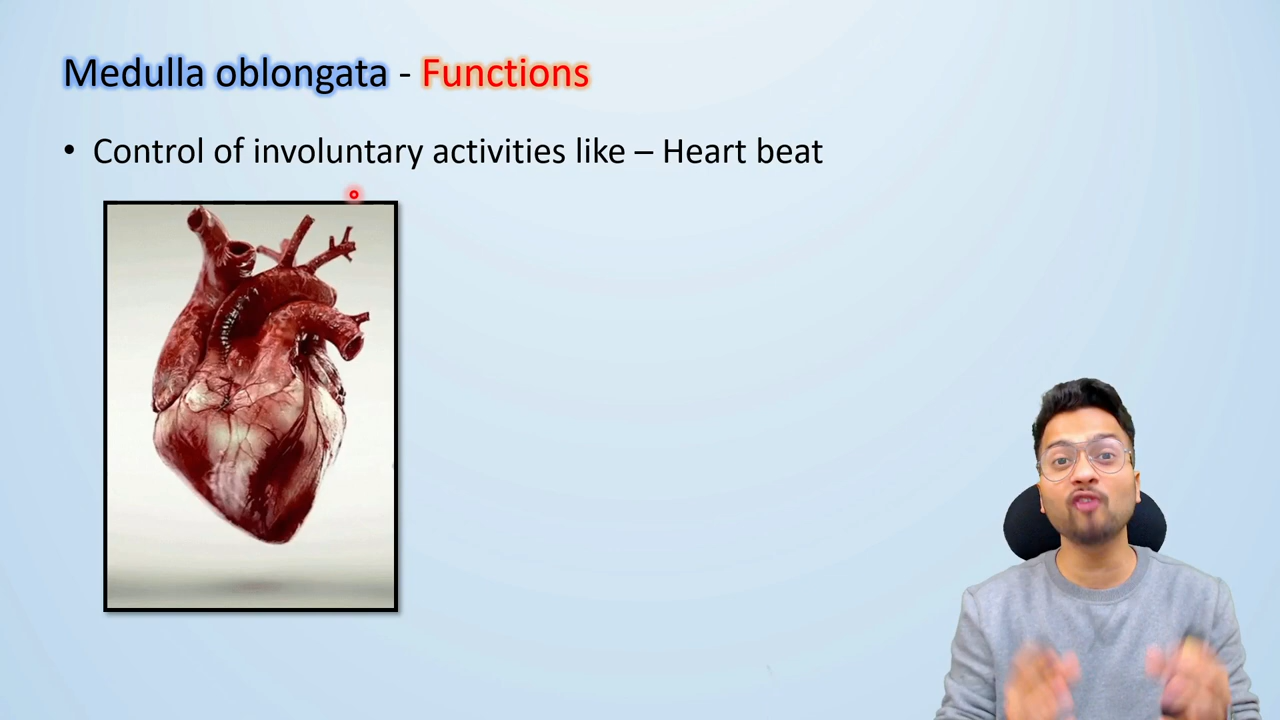 Medulla oblongata - Functions
• Control of involuntary activities like – Heart beat